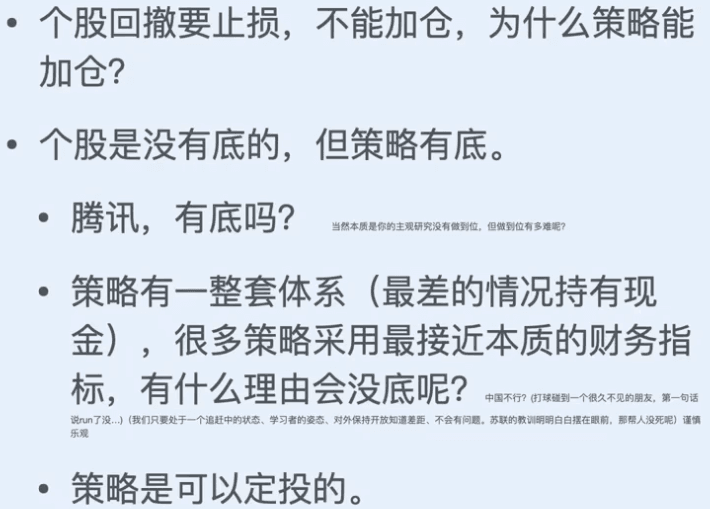 • 个股回撤要止损，不能加仓，为什么策略能
加仓？
• 个股是没有底的，但策略有底。
• 腾讯，有底吗？ 当然本质是你的主观研究没有做到位，但做到位有多难呢？
• 策略有一整套体系（最差的情况持有现
金），很多策略采用最接近本质的财务指
标，有什么理由会没底呢？ 中国不行？(打球碰到一个很久不见的朋友，第一句话
说run了没...)（我们只要处于一个追赶中的状态、学习者的姿态、对外保持开放知道差距、不会有问题。苏联的教训明明白白摆在眼前，那帮人没死呢）谨慎
乐观
• 策略是可以定投的。